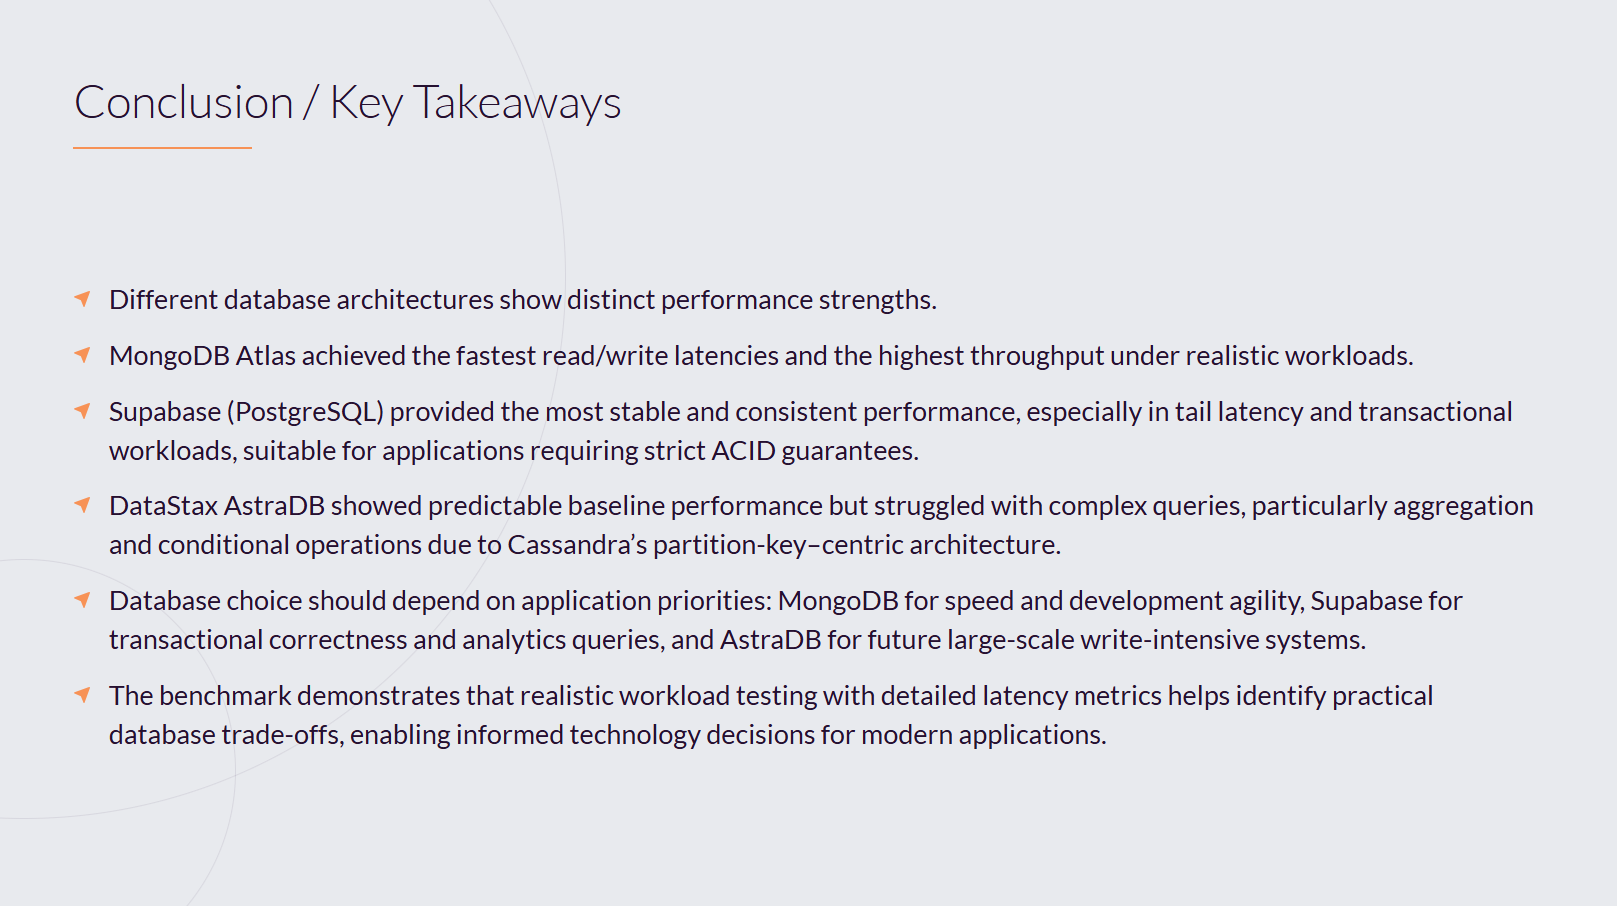 Conclusion / Key Takeaways
Different database architectures show distinct performance strengths.
MongoDB Atlas achieved the fastest read/write latencies and the highest throughput under realistic workloads.
Supabase (PostgreSQL) provided the most stable and consistent performance, especially in tail latency and transactional
workloads, suitable for applications requiring strict ACID guarantees.
DataStax AstraDB showed predictable baseline performance but struggled with complex queries, particularly aggregation
and conditional operations due to Cassandra’s partition-key–centric architecture.
Database choice should depend on application priorities: MongoDB for speed and development agility, Supabase for
transactional correctness and analytics queries, and AstraDB for future large-scale write-intensive systems.
The benchmark demonstrates that realistic workload testing with detailed latency metrics helps identify practical
database trade-offs, enabling informed technology decisions for modern applications.